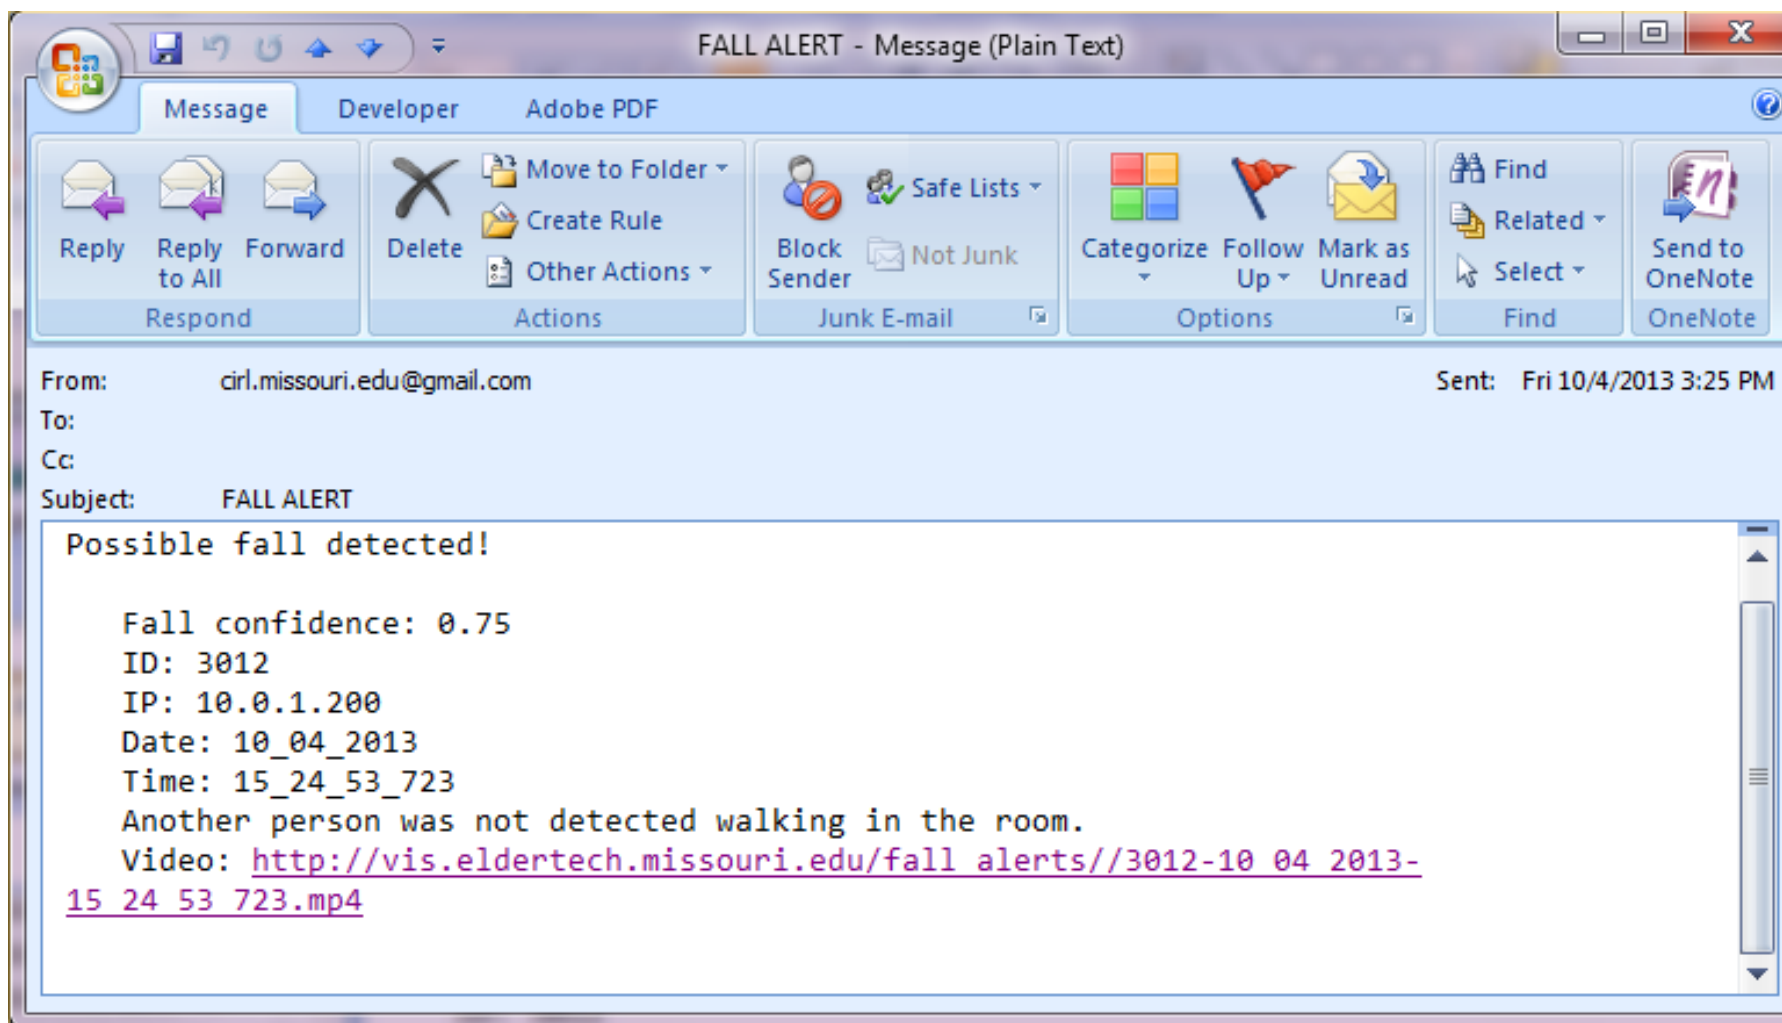 FALL ALERT - Message (Plain Text)
Message Developer Adobe PDF
Reply
Reply to All
Forward
Respond
Delete
Move to Folder
Create Rule
Other Actions
Actions
Block Sender
Safe Lists
Not Junk
Junk E-mail
Categorize
Follow Up
Mark as Unread
Options
Find
Related
Select
Find
Send to OneNote
OneNote
From: cirl.missouri.edu@gmail.com Sent: Fri 10/4/2013 3:25 PM
To:
Cc:
Subject: FALL ALERT
Possible fall detected!
Fall confidence: 0.75
ID: 3012
IP: 10.0.1.200
Date: 10_04_2013
Time: 15_24_53_723
Another person was not detected walking in the room.
Video: http://vis.eldertech.missouri.edu/fall_alerts//3012-10_04_2013-
15_24_53_723.mp4